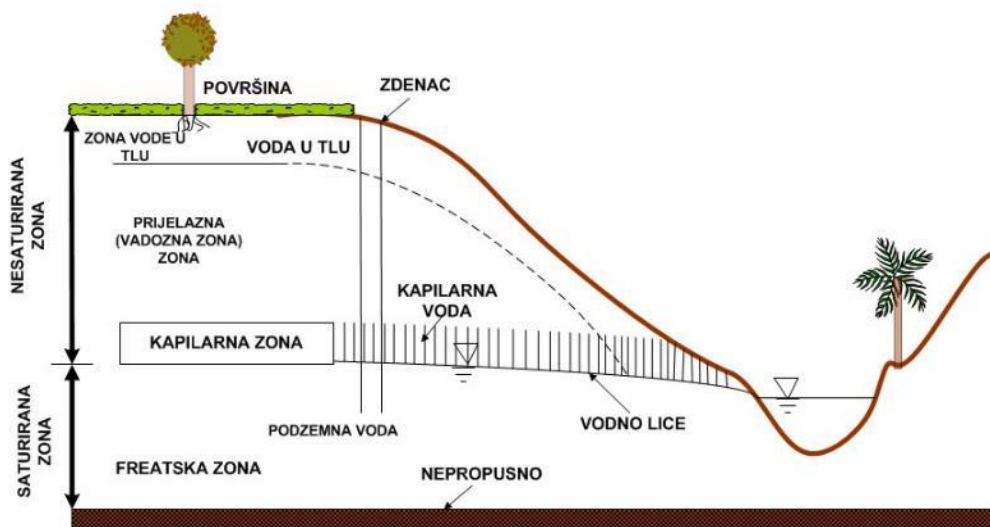 POVRŠINA
ZDENAC
ZONA VODE U
TLU
VODA U TLU
NESATURIRANA
ZONA
PRIJELAZNA
(VADOZNA ZONA)
ZONA
KAPILARNA
VODA
KAPILARNA ZONA
SATURIRANA
ZONA
PODZEMNA VODA
VODNO LICE
FREATSKA ZONA
NEPROPUSNO